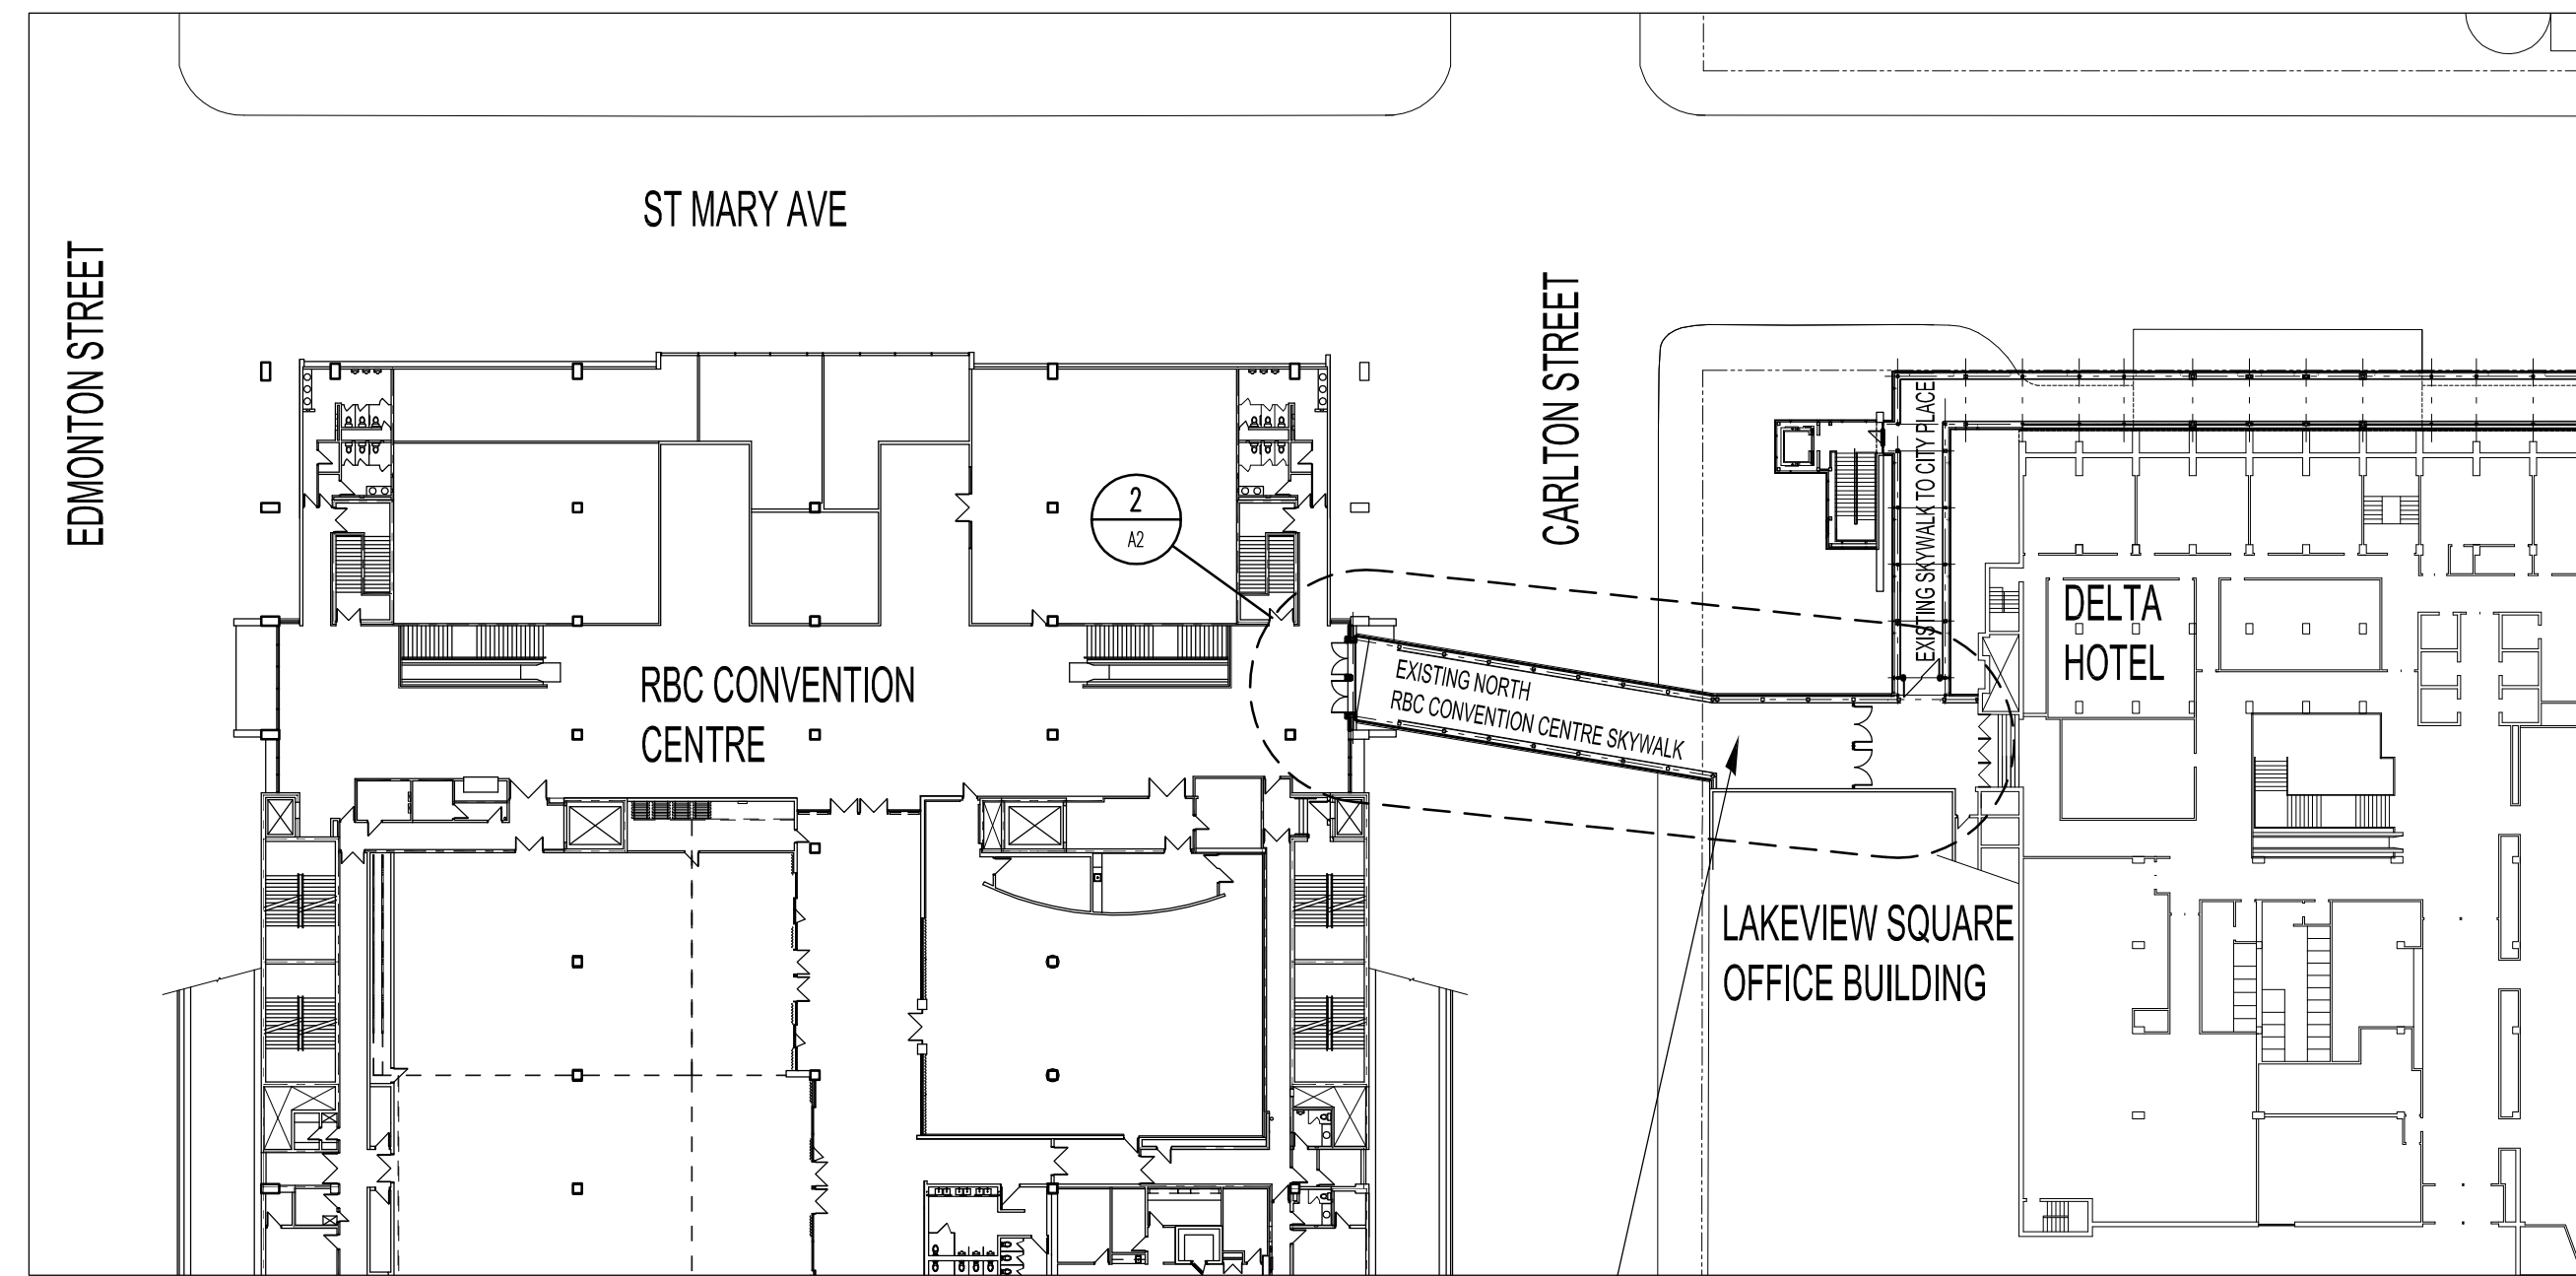 ST MARY AVE
EDMONTON STREET
CARLTON STREET
EXISTING SKYWALK TO CITY PLACE
2
A2
DELTA
HOTEL
RBC CONVENTION
CENTRE
EXISTING NORTH
RBC CONVENTION CENTRE SKYWALK
LAKEVIEW SQUARE
OFFICE BUILDING